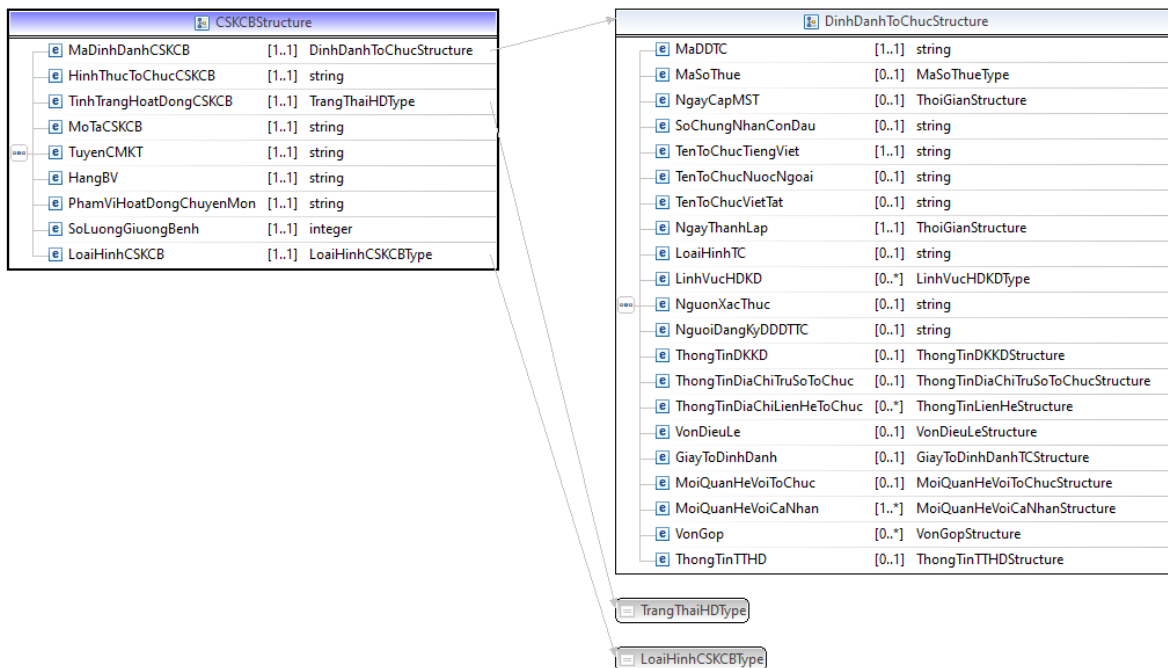 CSKCBStructure
e MaDinhDanhCSKCB [1..1] DinhDanhToChucStructure
e HinhThucToChucCSKCB [1..1] string
e TinhTrangHoatDongCSKCB [1..1] TrangThaiHDType
e MoTaCSKCB [1..1] string
e TuyenCMKT [1..1] string
e HangBV [1..1] string
e PhamViHoatDongChuyenMon [1..1] string
e SoLuongGiuongBenh [1..1] integer
e LoaiHinhCSKCB [1..1] LoaiHinhCSKCBType
DinhDanhToChucStructure
e MaDDTC [1..1] string
e MaSoThue [0..1] MaSoThueType
e NgayCapMST [0..1] ThoiGianStructure
e SoChungNhanConDau [0..1] string
e TenToChucTiengViet [1..1] string
e TenToChucNuocNgoai [0..1] string
e TenToChucVietTat [0..1] string
e NgayThanhLap [1..1] ThoiGianStructure
e LoaiHinhTC [0..1] string
e LinhVucHDKD [0..*] LinhVucHDKDType
e NguonXacThuc [0..1] string
e NguoiDangKyDDDTTC [0..1] string
e ThongTinDKKD [0..1] ThongTinDKKDStructure
e ThongTinDiaChiTruSoToChuc [0..1] ThongTinDiaChiTruSoToChucStructure
e ThongTinDiaChiLienHeToChuc [0..*] ThongTinLienHeStructure
e VonDieuLe [0..1] VonDieuLeStructure
e GiayToDinhDanh [0..1] GiayToDinhDanhTCStructure
e MoiQuanHeVoiToChuc [0..1] MoiQuanHeVoiToChucStructure
e MoiQuanHeVoiCaNhan [1..*] MoiQuanHeVoiCaNhanStructure
e VonGop [0..*] VonGopStructure
e ThongTinTTHD [0..1] ThongTinTTHDStructure
TrangThaiHDType
LoaiHinhCSKCBType